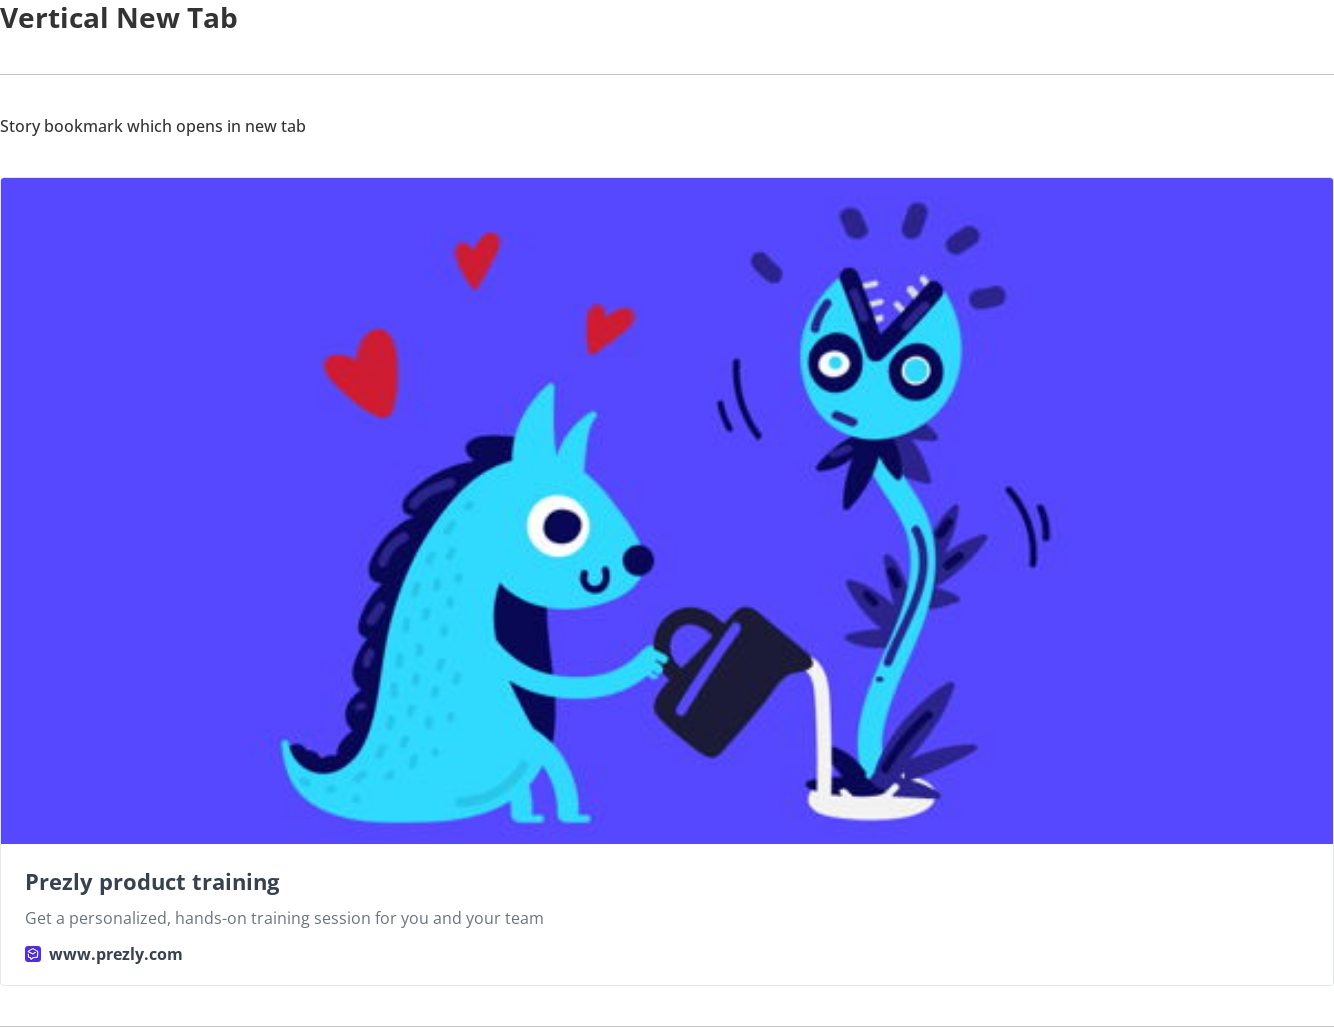 Vertical New Tab
Story bookmark which opens in new tab
Prezly product training
Get a personalized, hands-on training session for you and your team
www.prezly.com